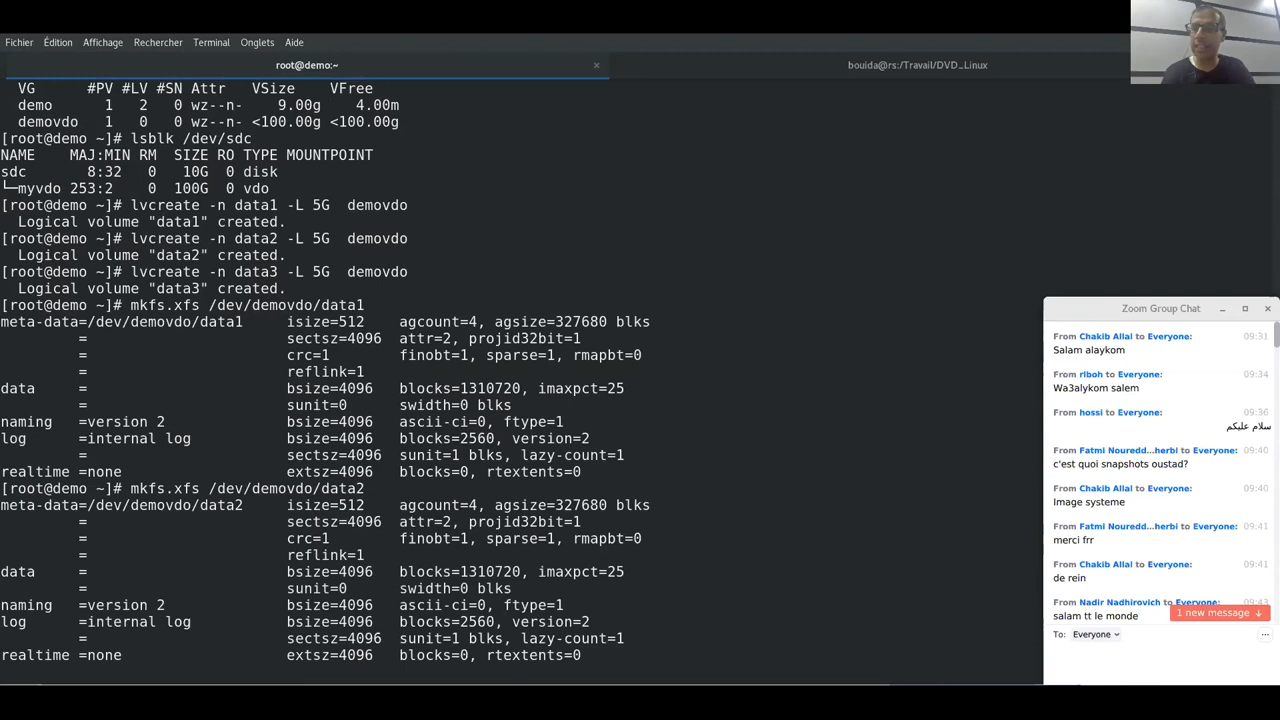 Fichier Édition Affichage Rechercher Terminal Onglets Aide
root@demo:~ × bouida@rs:/Travail/DVD_Linux
VG #PV #LV #SN Attr VSize VFree
demo 1 2 0 wz--n- 9.00g 4.00m
demovdo 1 0 0 wz--n- <100.00g <100.00g
[root@demo ~]# lsblk /dev/sdc
NAME MAJ:MIN RM SIZE RO TYPE MOUNTPOINT
sdc 8:32 0 10G 0 disk
└─myvdo 253:2 0 100G 0 vdo
[root@demo ~]# lvcreate -n data1 -L 5G demovdo
Logical volume "data1" created.
[root@demo ~]# lvcreate -n data2 -L 5G demovdo
Logical volume "data2" created.
[root@demo ~]# lvcreate -n data3 -L 5G demovdo
Logical volume "data3" created.
[root@demo ~]# mkfs.xfs /dev/demovdo/data1
meta-data=/dev/demovdo/data1 isize=512 agcount=4, agsize=327680 blks
= sectsz=4096 attr=2, projid32bit=1
= crc=1 finobt=1, sparse=1, rmapbt=0
= reflink=1
data = bsize=4096 blocks=1310720, imaxpct=25
= sunit=0 swidth=0 blks
naming =version 2 bsize=4096 ascii-ci=0, ftype=1
log =internal log bsize=4096 blocks=2560, version=2
= sectsz=4096 sunit=1 blks, lazy-count=1
realtime =none extsz=4096 blocks=0, rtextents=0
[root@demo ~]# mkfs.xfs /dev/demovdo/data2
meta-data=/dev/demovdo/data2 isize=512 agcount=4, agsize=327680 blks
= sectsz=4096 attr=2, projid32bit=1
= crc=1 finobt=1, sparse=1, rmapbt=0
= reflink=1
data = bsize=4096 blocks=1310720, imaxpct=25
= sunit=0 swidth=0 blks
naming =version 2 bsize=4096 ascii-ci=0, ftype=1
log =internal log bsize=4096 blocks=2560, version=2
= sectsz=4096 sunit=1 blks, lazy-count=1
realtime =none extsz=4096 blocks=0, rtextents=0
Zoom Group Chat
From Chakib Allal to Everyone: 09:31
Salam alaykom
From rlboh to Everyone: 09:34
Wa3alykom salem
From hossi to Everyone: 09:36
سلام عليكم
From Fatmi Nouredd...herbi to Everyone: 09:40
c'est quoi snapshots oustad?
From Chakib Allal to Everyone: 09:40
Image systeme
From Fatmi Nouredd...herbi to Everyone: 09:41
merci frr
From Chakib Allal to Everyone: 09:41
de rein
From Nadir Nadhirovich to Everyone: 09:43
salam tt le monde
1 new message ↓
To: Everyone